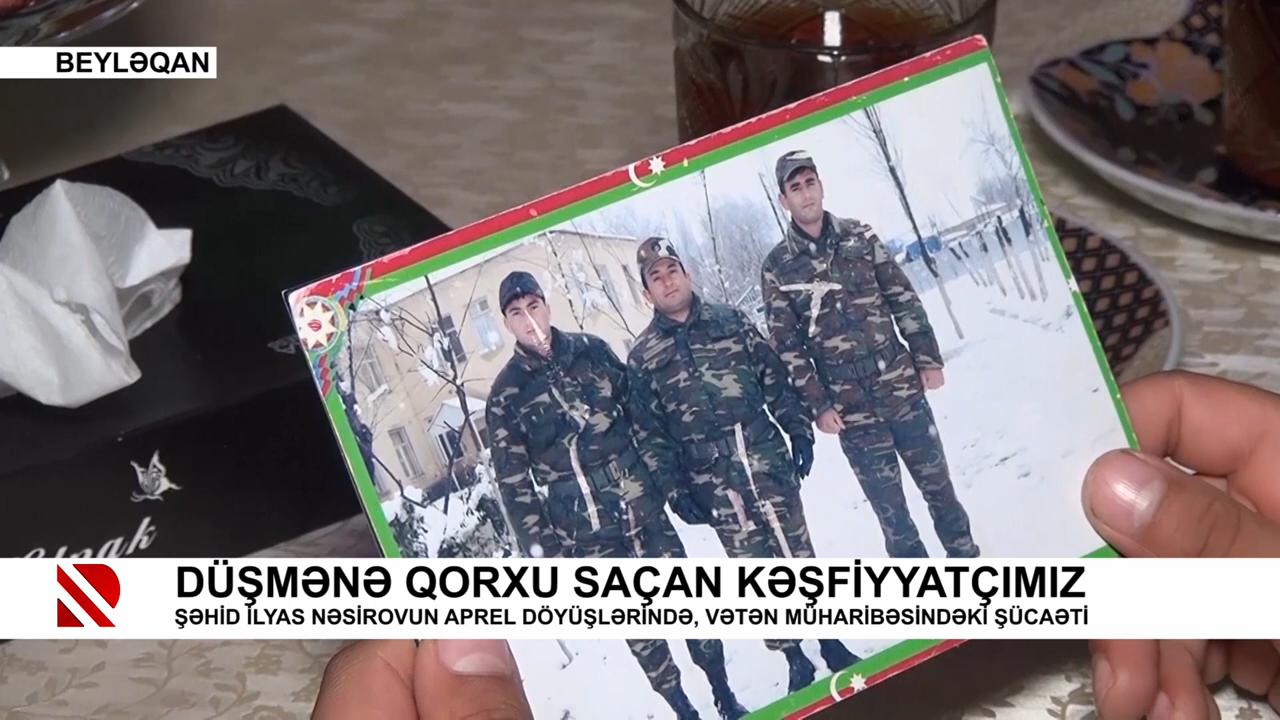 BEYLƏQAN
DÜŞMƏNƏ QORXU SAÇAN KƏŞFİYYATÇIMIZ
ŞƏHİD İLYAS NƏSİROVUN APREL DÖYÜŞLƏRİNDƏ, VƏTƏN MÜHARİBƏSİNDƏKİ ŞÜCAƏTİ